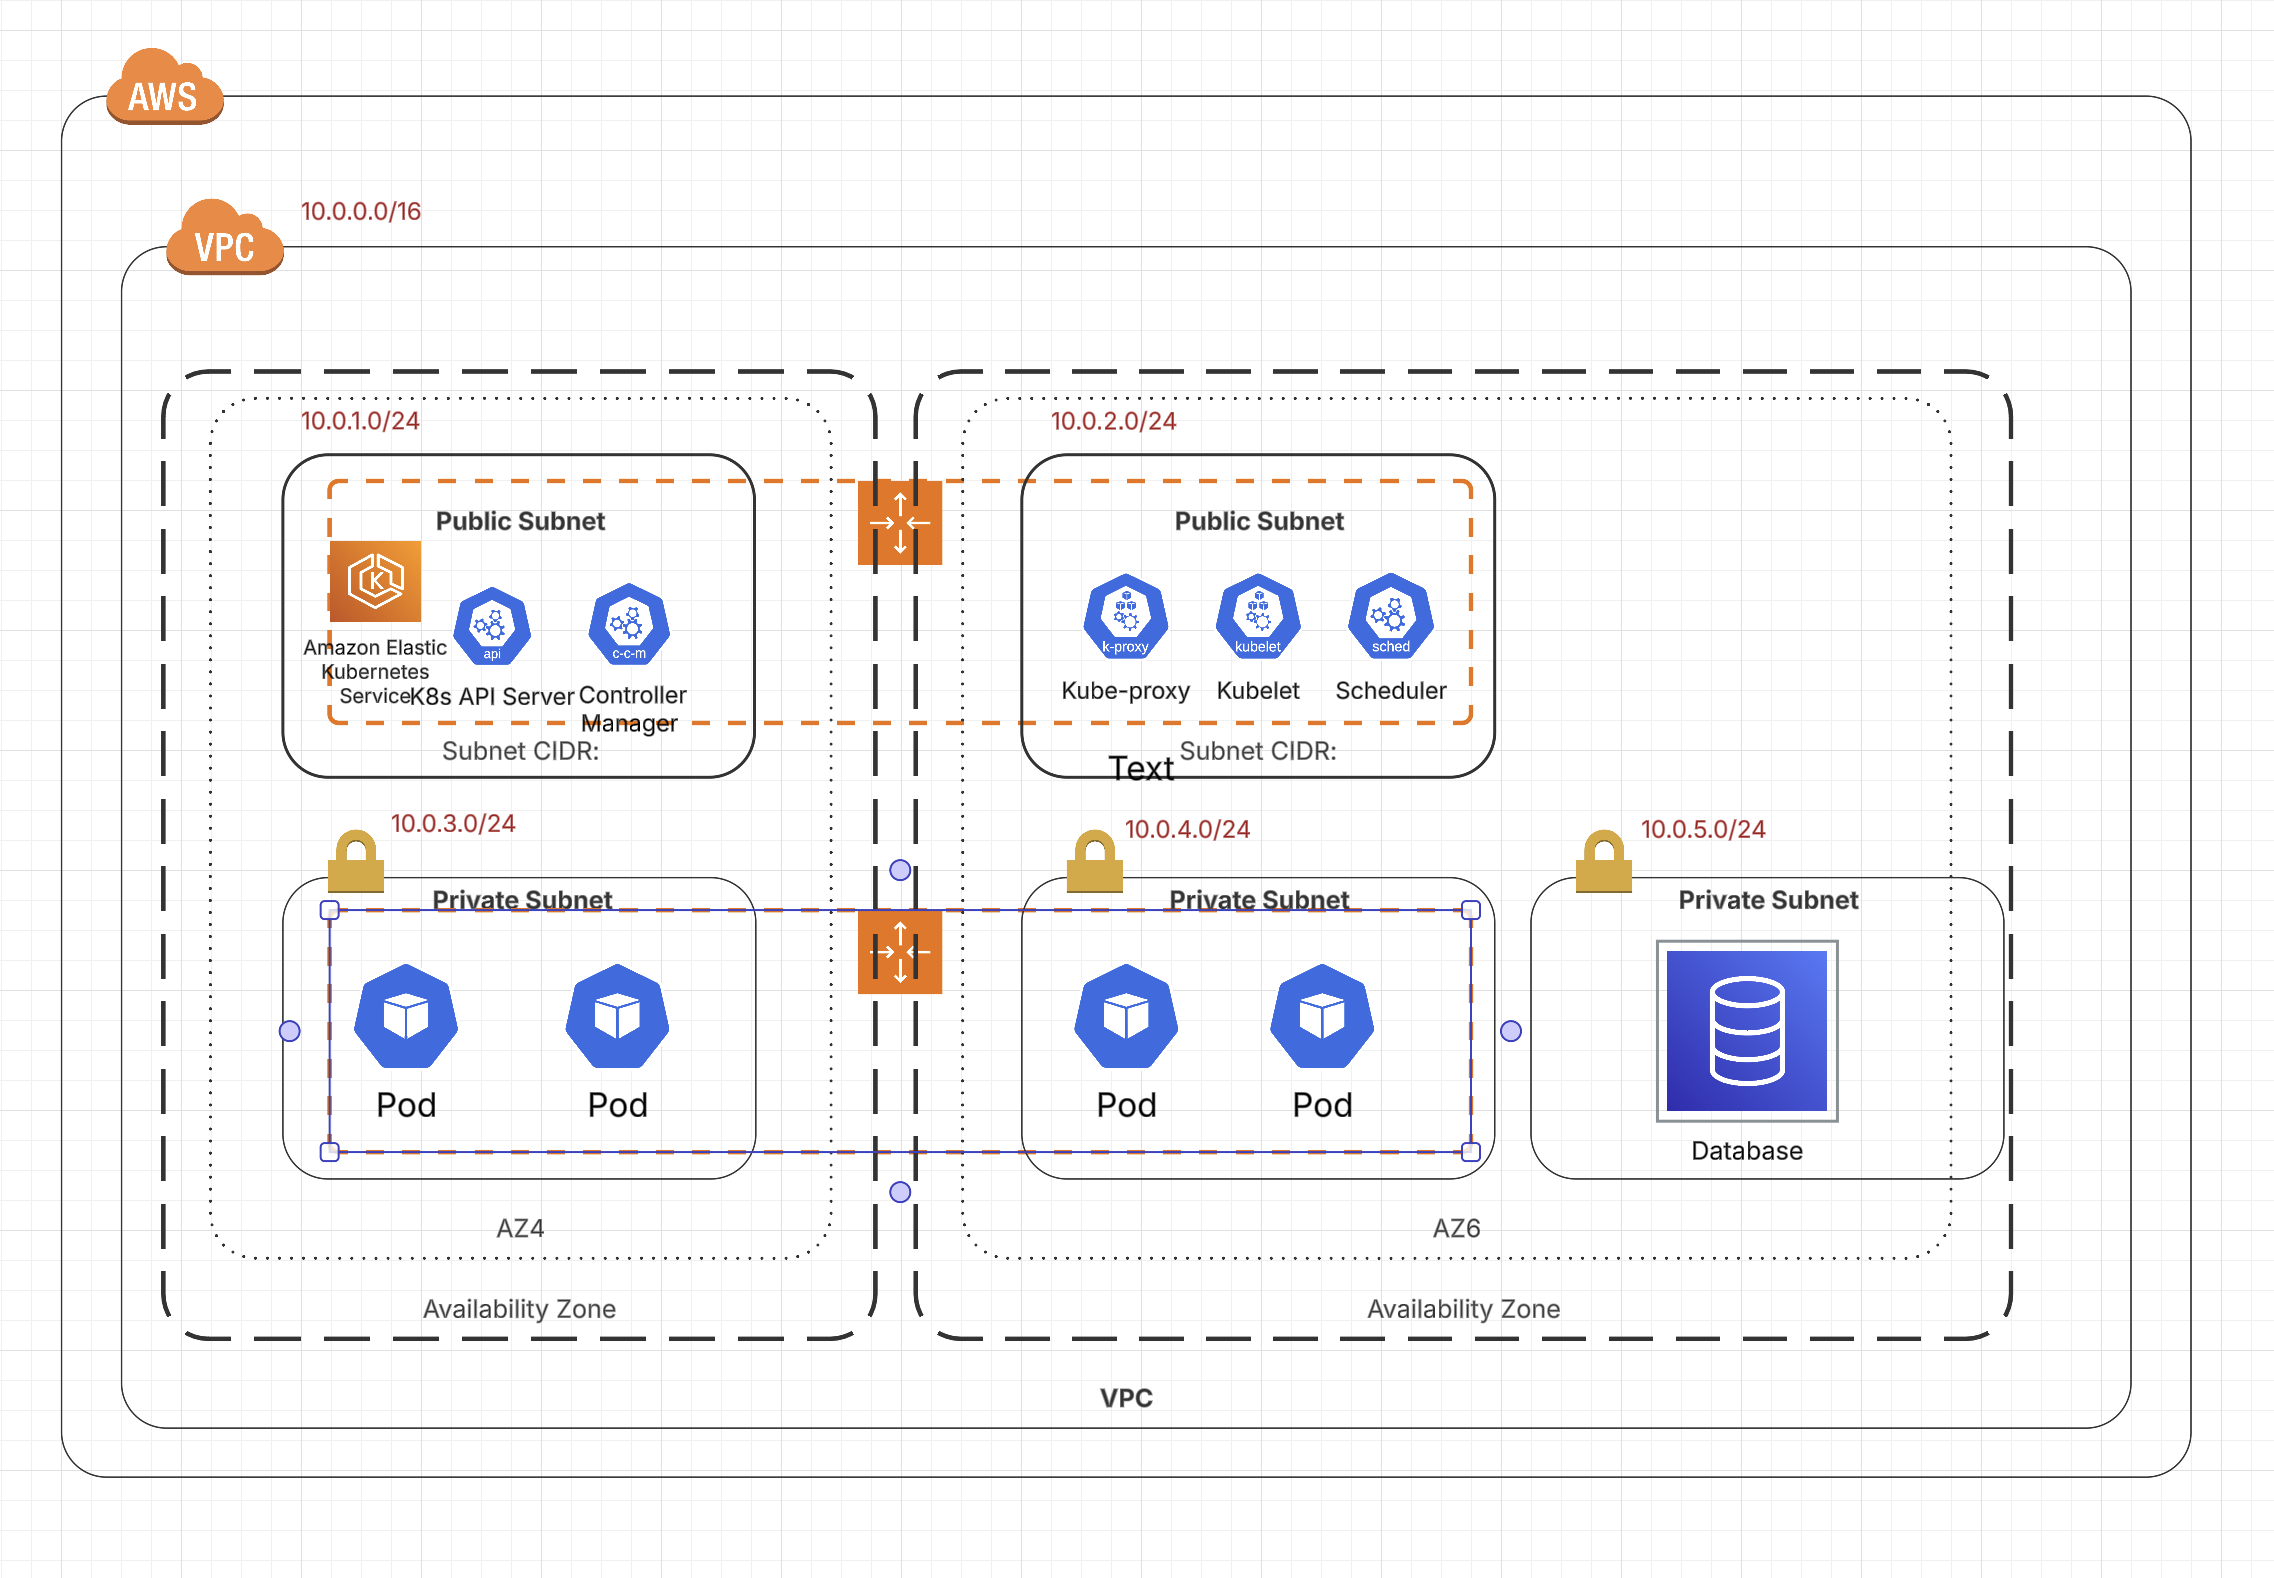 AWS
10.0.0.0/16
VPC
10.0.1.0/24
10.0.2.0/24
Public Subnet
Public Subnet
K
api
c-c-m
k-proxy
kubelet
sched
Amazon Elastic
Kubernetes
Service
K8s API Server
Controller
Manager
Kube-proxy
Kubelet
Scheduler
Subnet CIDR:
Subnet CIDR:
Text
10.0.3.0/24
10.0.4.0/24
10.0.5.0/24
Private Subnet
Private Subnet
Private Subnet
Pod
Pod
Pod
Pod
Database
AZ4
AZ6
Availability Zone
Availability Zone
VPC